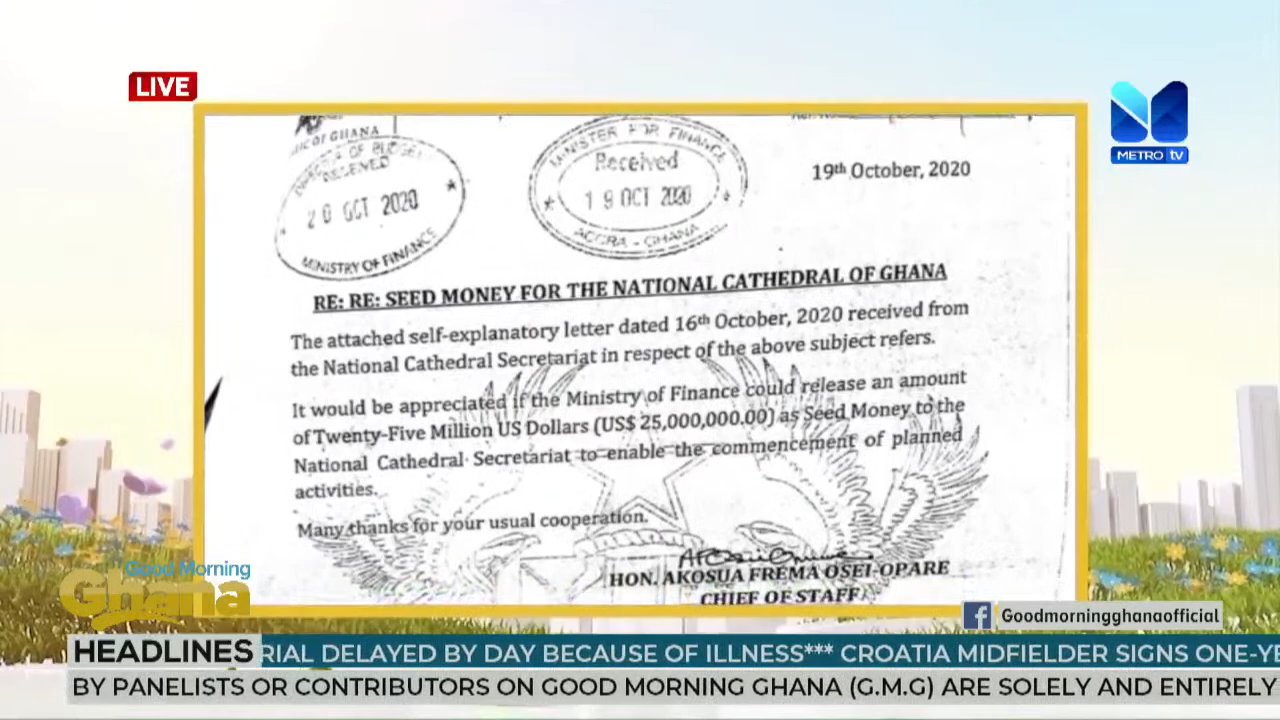 LIVE
METRO tv
OF GHANA
RECEIVED
20 OCT 2020
MINISTRY OF FINANCE
MINISTER FOR FINANCE
Received
19 OCT 2020
ACCRA - GHANA
19th October, 2020
RE: RE: SEED MONEY FOR THE NATIONAL CATHEDRAL OF GHANA
The attached self-explanatory letter dated 16th October, 2020 received from
the National Cathedral Secretariat in respect of the above subject refers.
It would be appreciated if the Ministry of Finance could release an amount
of Twenty-Five Million US Dollars (US$ 25,000,000.00) as Seed Money to the
National Cathedral Secretariat to enable the commencement of planned
activities.
Many thanks for your usual cooperation.
HON. AKOSUA FREMA OSEI-OPARE
CHIEF OF STAFF
Good Morning
Ghana
Goodmorningghanaofficial
HEADLINES RIAL DELAYED BY DAY BECAUSE OF ILLNESS*** CROATIA MIDFIELDER SIGNS ONE-YE
BY PANELISTS OR CONTRIBUTORS ON GOOD MORNING GHANA (G.M.G) ARE SOLELY AND ENTIRELY